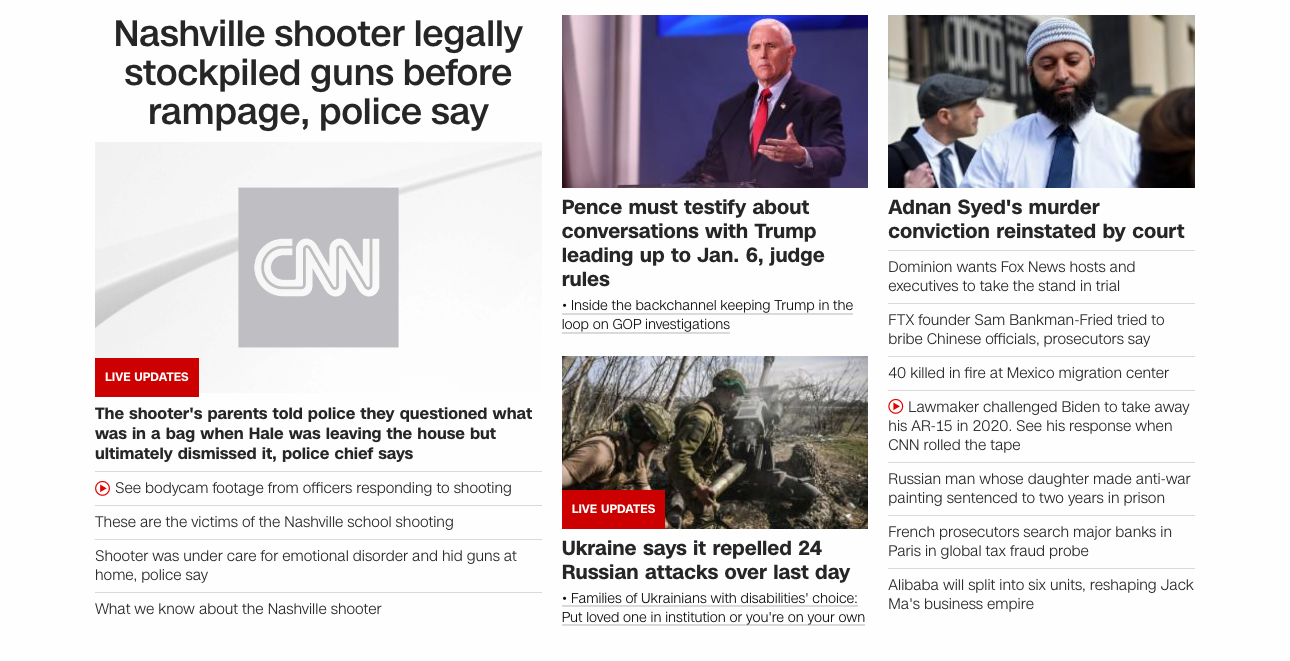 Nashville shooter legally
stockpiled guns before
rampage, police say
CNN
LIVE UPDATES
The shooter's parents told police they questioned what
was in a bag when Hale was leaving the house but
ultimately dismissed it, police chief says
See bodycam footage from officers responding to shooting
These are the victims of the Nashville school shooting
Shooter was under care for emotional disorder and hid guns at
home, police say
What we know about the Nashville shooter
Pence must testify about
conversations with Trump
leading up to Jan. 6, judge
rules
• Inside the backchannel keeping Trump in the
loop on GOP investigations
LIVE UPDATES
Ukraine says it repelled 24
Russian attacks over last day
• Families of Ukrainians with disabilities' choice:
Put loved one in institution or you're on your own
Adnan Syed's murder
conviction reinstated by court
Dominion wants Fox News hosts and
executives to take the stand in trial
FTX founder Sam Bankman-Fried tried to
bribe Chinese officials, prosecutors say
40 killed in fire at Mexico migration center
Lawmaker challenged Biden to take away
his AR-15 in 2020. See his response when
CNN rolled the tape
Russian man whose daughter made anti-war
painting sentenced to two years in prison
French prosecutors search major banks in
Paris in global tax fraud probe
Alibaba will split into six units, reshaping Jack
Ma's business empire